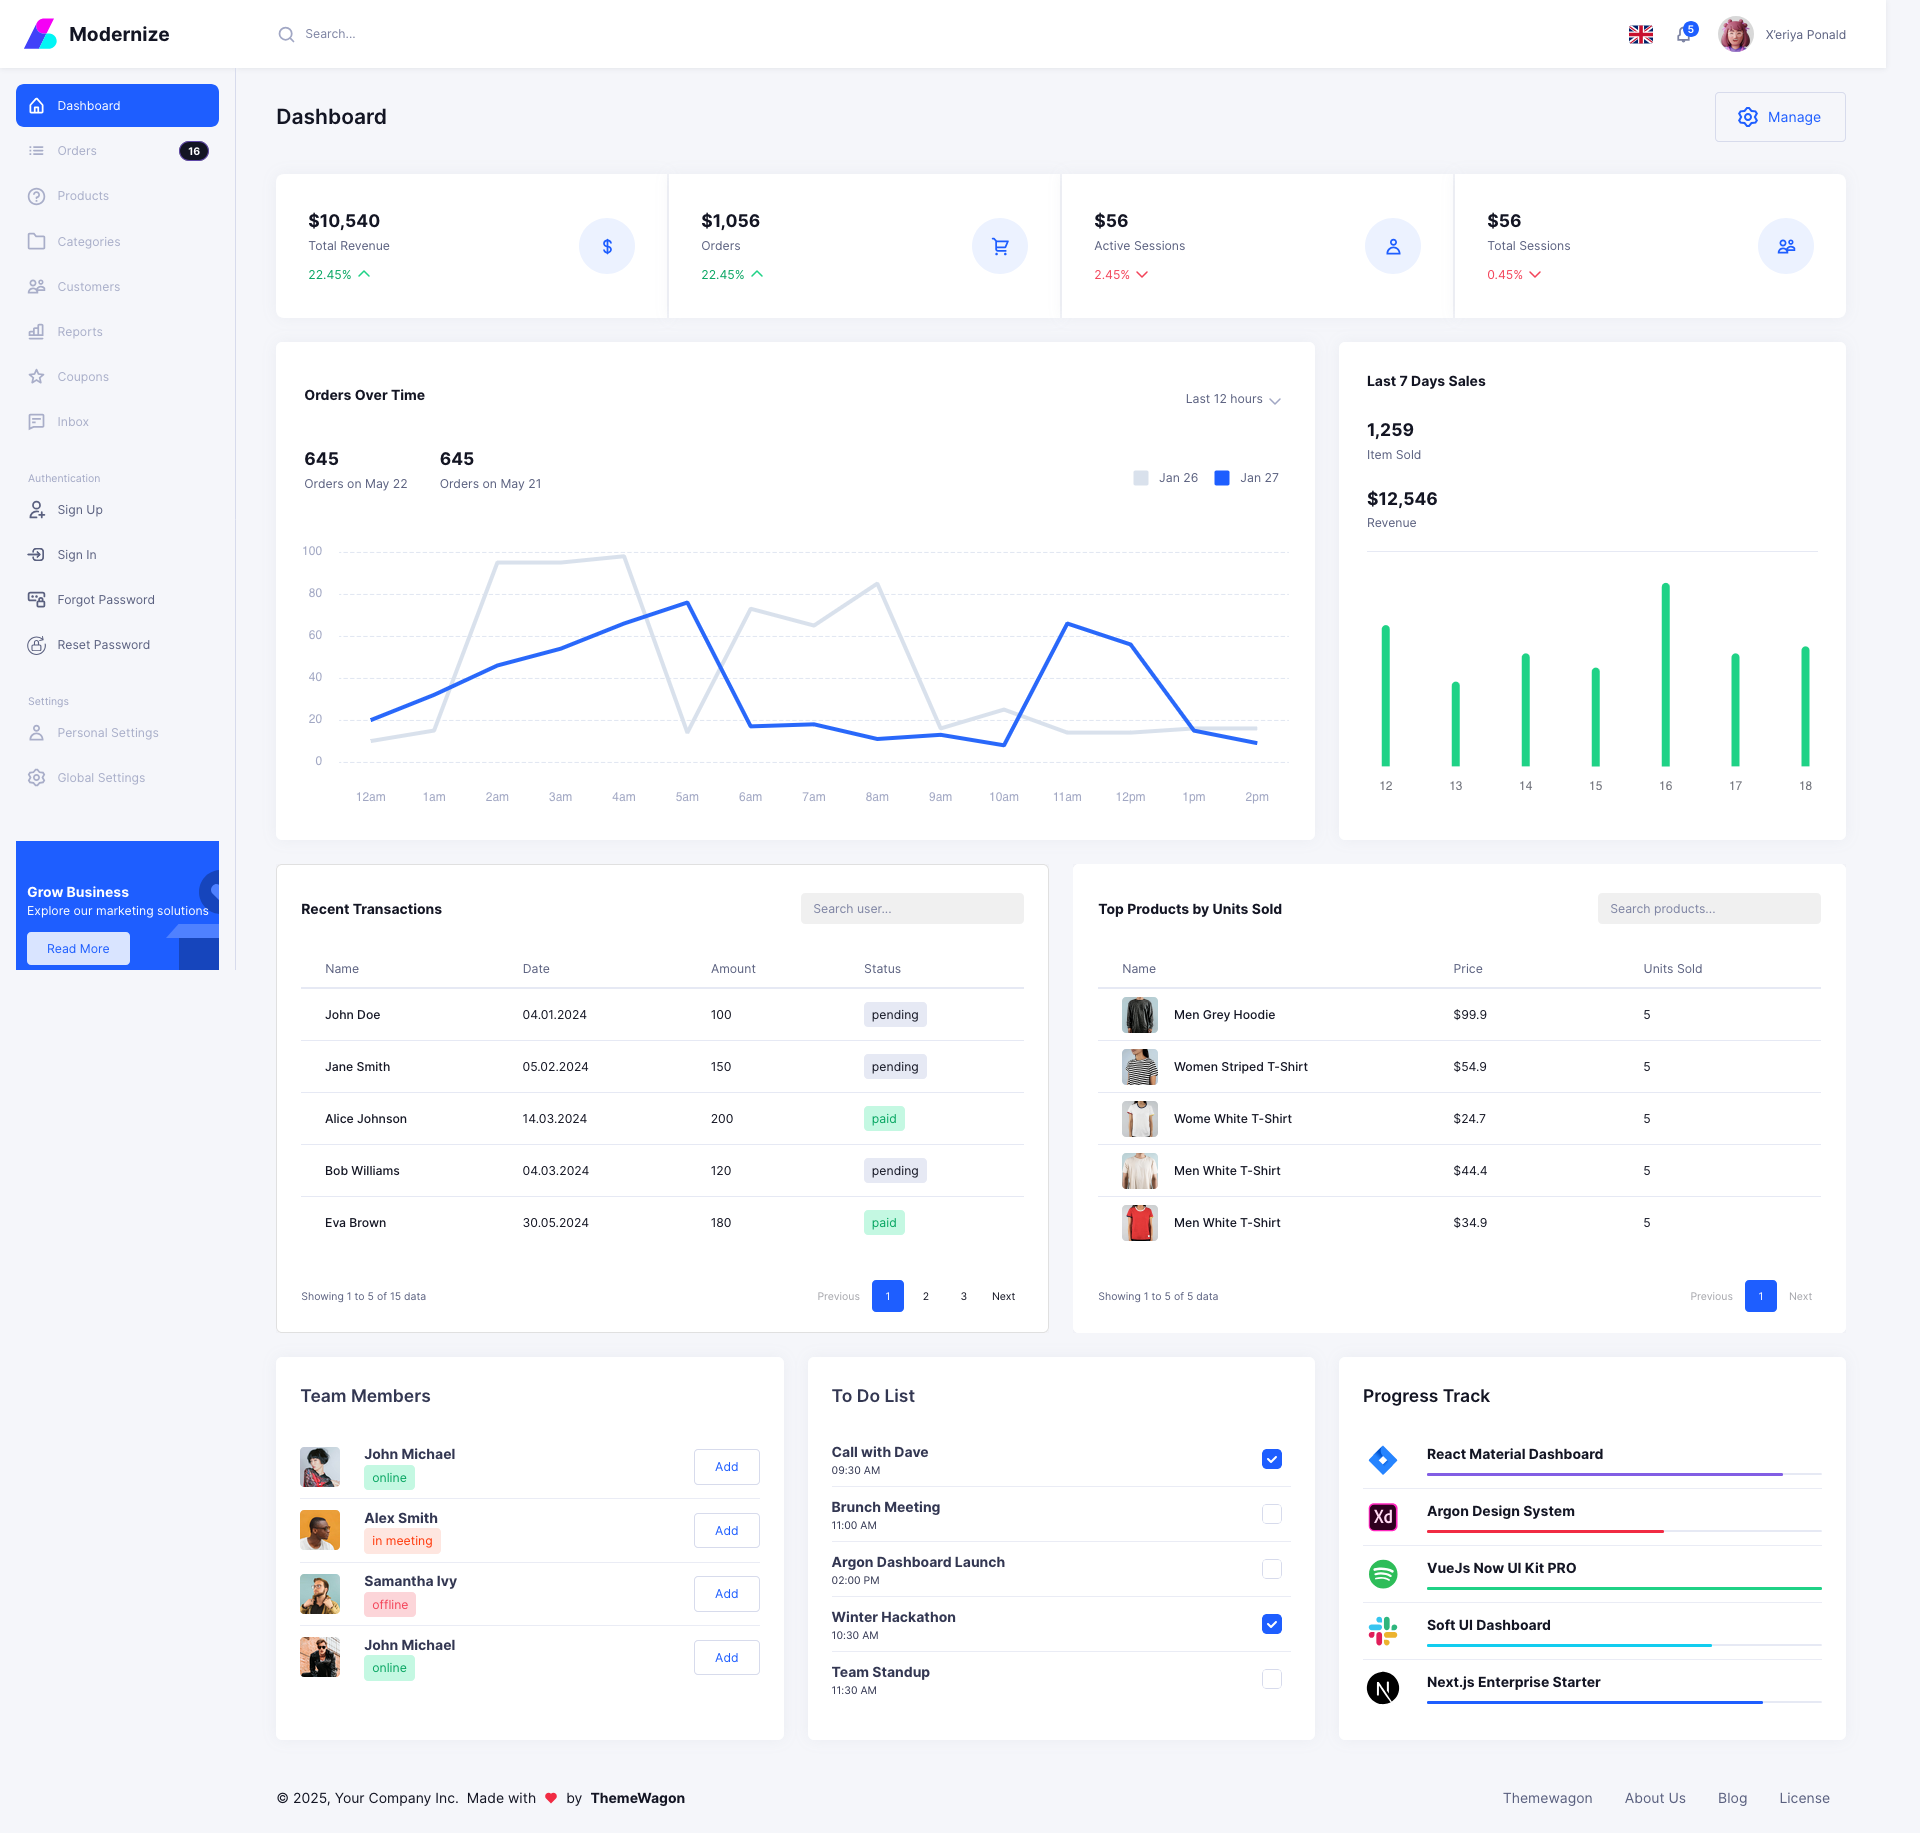 Modernize
Search...
5
X'eriya Ponald
Dashboard
Orders
16
Products
Categories
Customers
Reports
Coupons
Inbox
Authentication
Sign Up
Sign In
Forgot Password
Reset Password
Settings
Personal Settings
Global Settings
Grow Business
Explore our marketing solutions
Read More
Dashboard
Manage
$10,540
Total Revenue
22.45%
$1,056
Orders
22.45%
$56
Active Sessions
2.45%
$56
Total Sessions
0.45%
Orders Over Time
Last 12 hours
645
Orders on May 22
645
Orders on May 21
Jan 26
Jan 27
100
80
60
40
20
0
12am 1am 2am 3am 4am 5am 6am 7am 8am 9am 10am 11am 12pm 1pm 2pm
Last 7 Days Sales
1,259
Item Sold
$12,546
Revenue
12 13 14 15 16 17 18
Recent Transactions
Search user...
Name Date Amount Status
John Doe 04.01.2024 100 pending
Jane Smith 05.02.2024 150 pending
Alice Johnson 14.03.2024 200 paid
Bob Williams 04.03.2024 120 pending
Eva Brown 30.05.2024 180 paid
Showing 1 to 5 of 15 data
Previous 1 2 3 Next
Top Products by Units Sold
Search products...
Name Price Units Sold
Men Grey Hoodie $99.9 5
Women Striped T-Shirt $54.9 5
Wome White T-Shirt $24.7 5
Men White T-Shirt $44.4 5
Men White T-Shirt $34.9 5
Showing 1 to 5 of 5 data
Previous 1 Next
Team Members
John Michael
online
Add
Alex Smith
in meeting
Add
Samantha Ivy
offline
Add
John Michael
online
Add
To Do List
Call with Dave
09:30 AM
Brunch Meeting
11:00 AM
Argon Dashboard Launch
02:00 PM
Winter Hackathon
10:30 AM
Team Standup
11:30 AM
Progress Track
React Material Dashboard
Xd
Argon Design System
VueJs Now UI Kit PRO
Soft UI Dashboard
N
Next.js Enterprise Starter
© 2025, Your Company Inc. Made with ❤ by ThemeWagon
Themewagon About Us Blog License